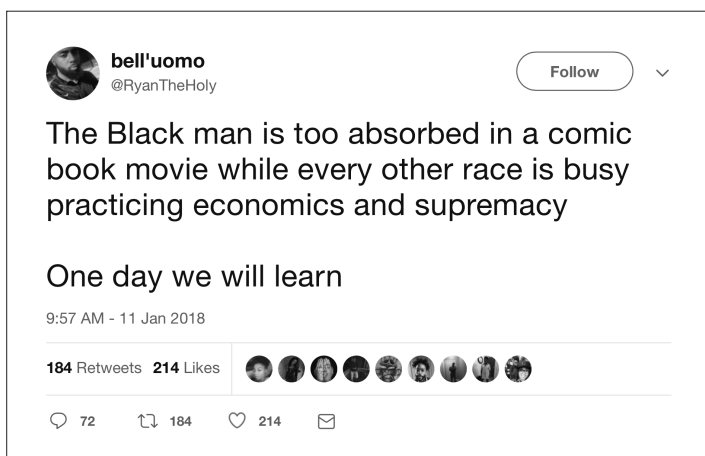 bell'uomo
@RyanTheHoly
Follow
The Black man is too absorbed in a comic
book movie while every other race is busy
practicing economics and supremacy
One day we will learn
9:57 AM - 11 Jan 2018
184 Retweets 214 Likes
72 184 214